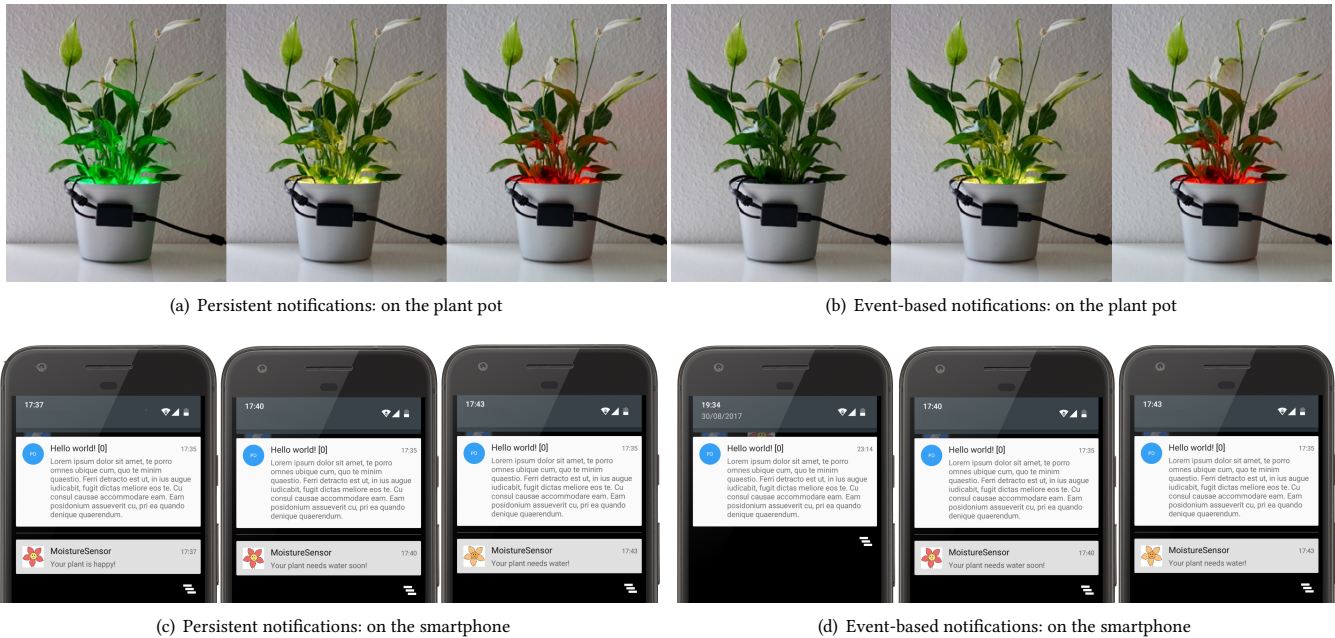 (a) Persistent notifications: on the plant pot
(b) Event-based notifications: on the plant pot
17:37
Hello world! [0] 17:35
PD
Lorem ipsum dolor sit amet, te porro
omnes ubique cum, quo te minim
quaestio. Ferri detracto est ut, in ius augue
iudicabit, fugit dictas meliore eos te. Cu
consul causae accommodare eam. Eam
posidonium assueverit cu, pri ea quando
denique quaerendum.
MoistureSensor 17:37
Your plant is happy!
17:40
Hello world! [0] 17:35
PD
Lorem ipsum dolor sit amet, te porro
omnes ubique cum, quo te minim
quaestio. Ferri detracto est ut, in ius augue
iudicabit, fugit dictas meliore eos te. Cu
consul causae accommodare eam. Eam
posidonium assueverit cu, pri ea quando
denique quaerendum.
MoistureSensor 17:40
Your plant needs water soon!
17:43
Hello world! [0] 17:35
PD
Lorem ipsum dolor sit amet, te porro
omnes ubique cum, quo te minim
quaestio. Ferri detracto est ut, in ius augue
iudicabit, fugit dictas meliore eos te. Cu
consul causae accommodare eam. Eam
posidonium assueverit cu, pri ea quando
denique quaerendum.
MoistureSensor 17:43
Your plant needs water!
19:34
30/08/2017
Hello world! [0] 23:14
PD
Lorem ipsum dolor sit amet, te porro
omnes ubique cum, quo te minim
quaestio. Ferri detracto est ut, in ius augue
iudicabit, fugit dictas meliore eos te. Cu
consul causae accommodare eam. Eam
posidonium assueverit cu, pri ea quando
denique quaerendum.
17:40
Hello world! [0] 17:35
PD
Lorem ipsum dolor sit amet, te porro
omnes ubique cum, quo te minim
quaestio. Ferri detracto est ut, in ius augue
iudicabit, fugit dictas meliore eos te. Cu
consul causae accommodare eam. Eam
posidonium assueverit cu, pri ea quando
denique quaerendum.
MoistureSensor 17:40
Your plant needs water soon!
17:43
Hello world! [0] 17:35
PD
Lorem ipsum dolor sit amet, te porro
omnes ubique cum, quo te minim
quaestio. Ferri detracto est ut, in ius augue
iudicabit, fugit dictas meliore eos te. Cu
consul causae accommodare eam. Eam
posidonium assueverit cu, pri ea quando
denique quaerendum.
MoistureSensor 17:43
Your plant needs water!
(c) Persistent notifications: on the smartphone
(d) Event-based notifications: on the smartphone